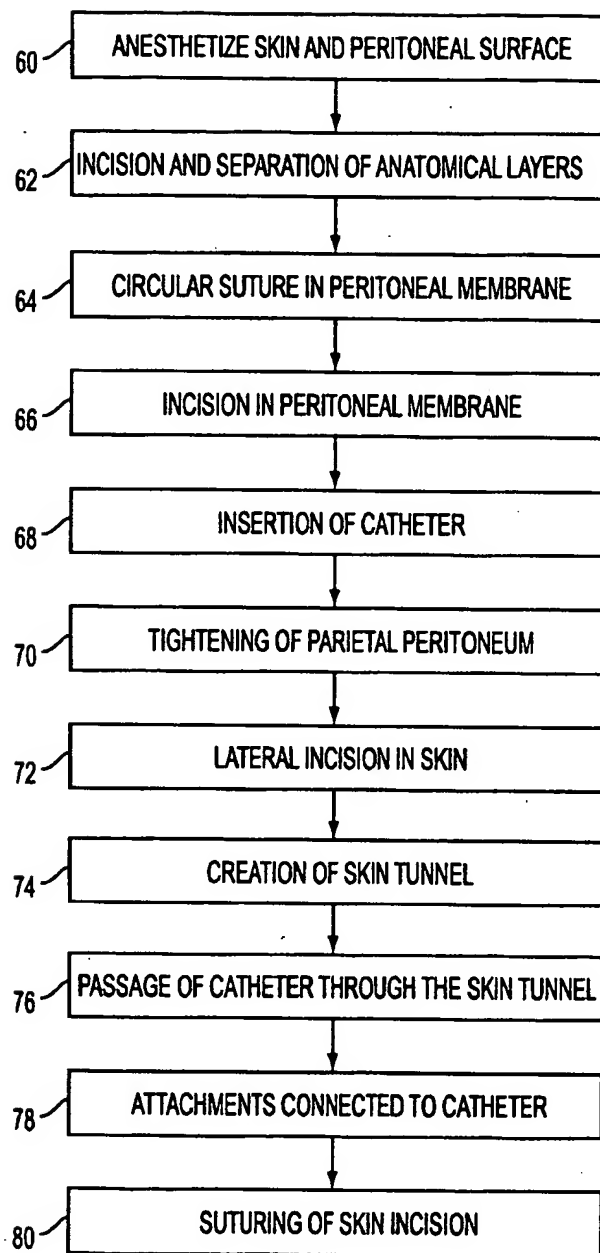 60 ANESTHETIZE SKIN AND PERITONEAL SURFACE
62 INCISION AND SEPARATION OF ANATOMICAL LAYERS
64 CIRCULAR SUTURE IN PERITONEAL MEMBRANE
66 INCISION IN PERITONEAL MEMBRANE
68 INSERTION OF CATHETER
70 TIGHTENING OF PARIETAL PERITONEUM
72 LATERAL INCISION IN SKIN
74 CREATION OF SKIN TUNNEL
76 PASSAGE OF CATHETER THROUGH THE SKIN TUNNEL
78 ATTACHMENTS CONNECTED TO CATHETER
80 SUTURING OF SKIN INCISION